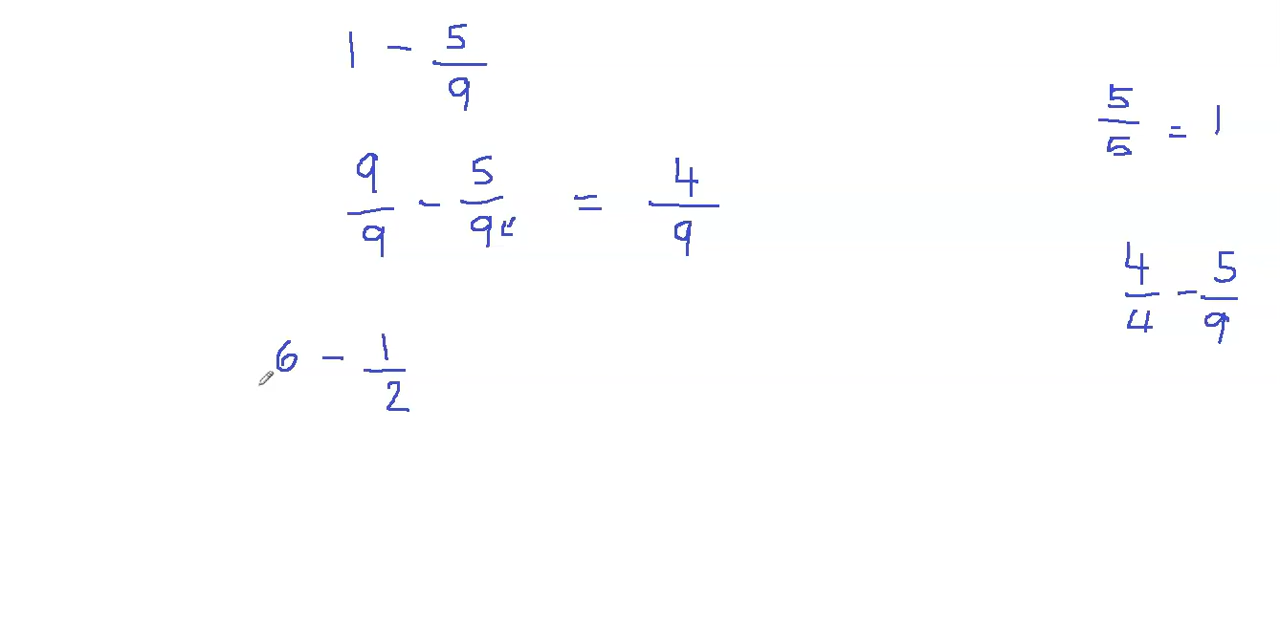 1 - 5/9
5/5 = 1
9/9 - 5/9 = 4/9
4/4 - 5/9
6 - 1/2